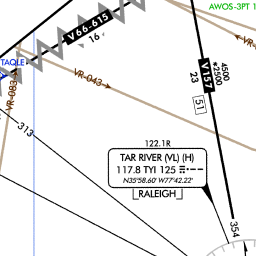 AWOS-3PT 1
V66-615
16
TAQLE
VR-043
VR-083
4500
*2500
V157
23
51
313
122.1R
TAR RIVER (VL) (H)
117.8 TYI 125
N35°58.60' W77°42.22'
RALEIGH
354